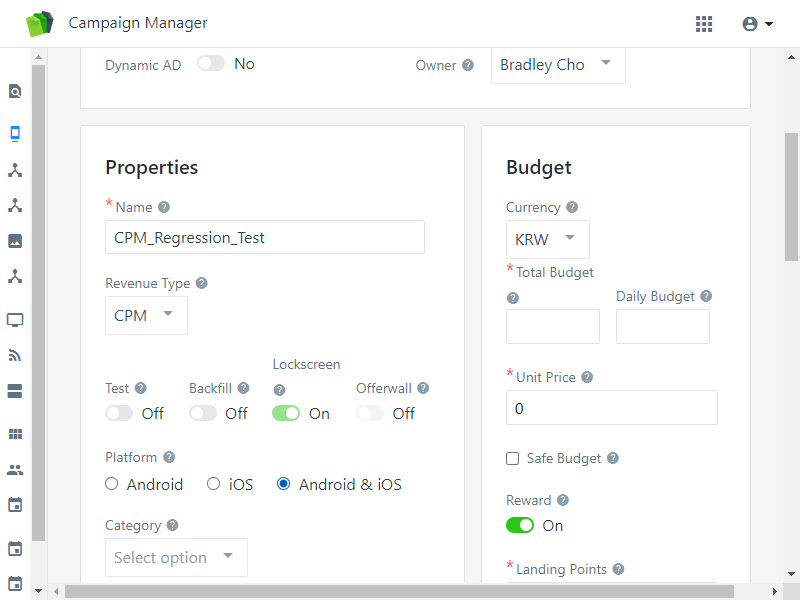 Campaign Manager
Dynamic AD No
Owner Bradley Cho
Properties
* Name
CPM_Regression_Test
Revenue Type
CPM
Lockscreen
Test Backfill Offerwall
Off Off On Off
Platform
Android iOS Android & iOS
Category
Select option
Budget
Currency
KRW
* Total Budget
Daily Budget
* Unit Price
0
Safe Budget
Reward
On
* Landing Points